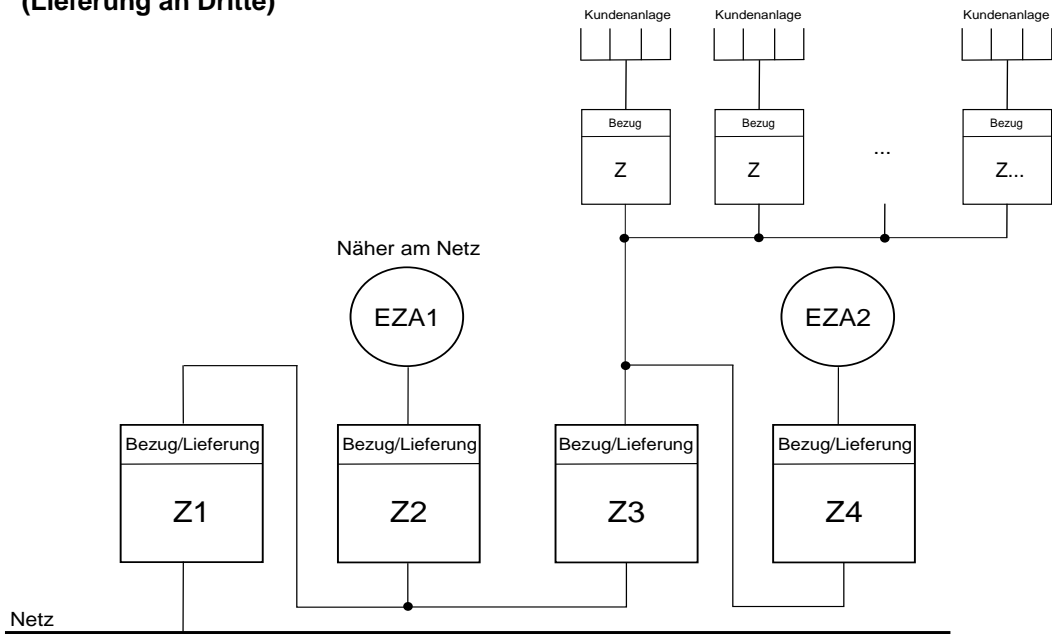 (Lieferung an Dritte)
Kundenanlage Kundenanlage Kundenanlage
Bezug Bezug Bezug
Z Z ... Z...
Näher am Netz
EZA1 EZA2
Bezug/Lieferung Bezug/Lieferung Bezug/Lieferung Bezug/Lieferung
Z1 Z2 Z3 Z4
Netz